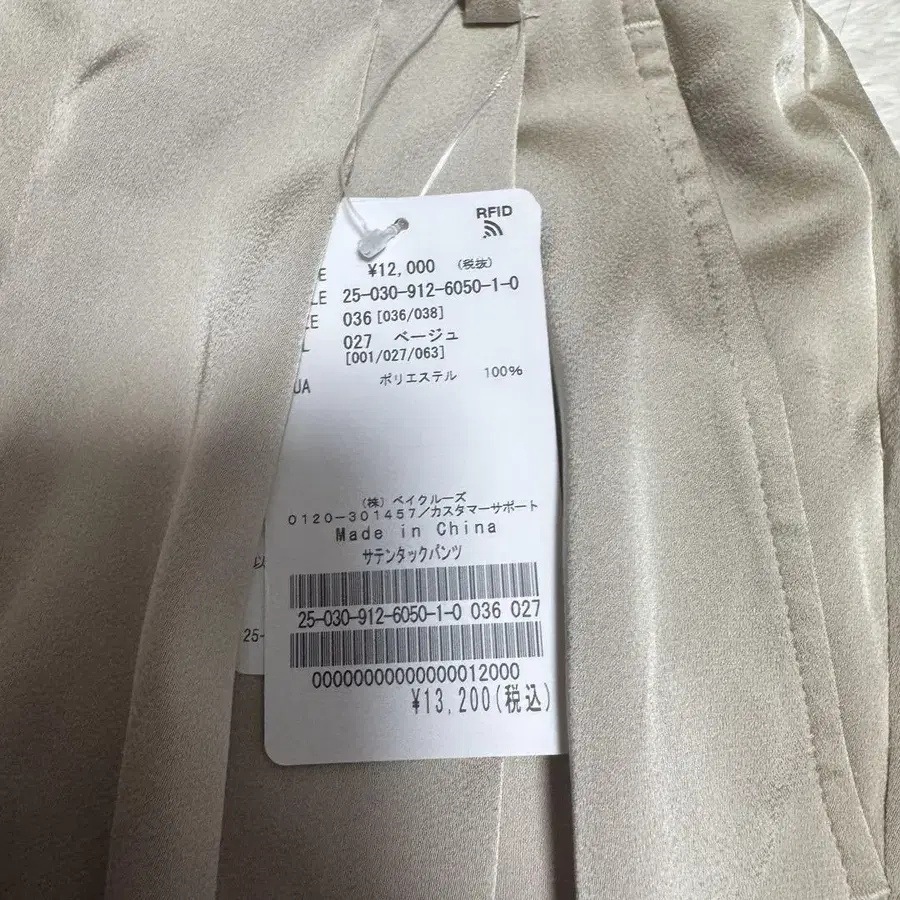 RFID
E ¥12,000 (税抜)
LE 25-030-912-6050-1-0
ZE 036 [036/038]
L 027 ベージュ
[001/027/063]
UA ポリエステル 100%
(株) ベイクルーズ
0120-301457/カスタマーサポート
Made in China
サテンタックパンツ
25-030-912-6050-1-0 036 027
00000000000000012000
¥13,200(税込)
以
25-